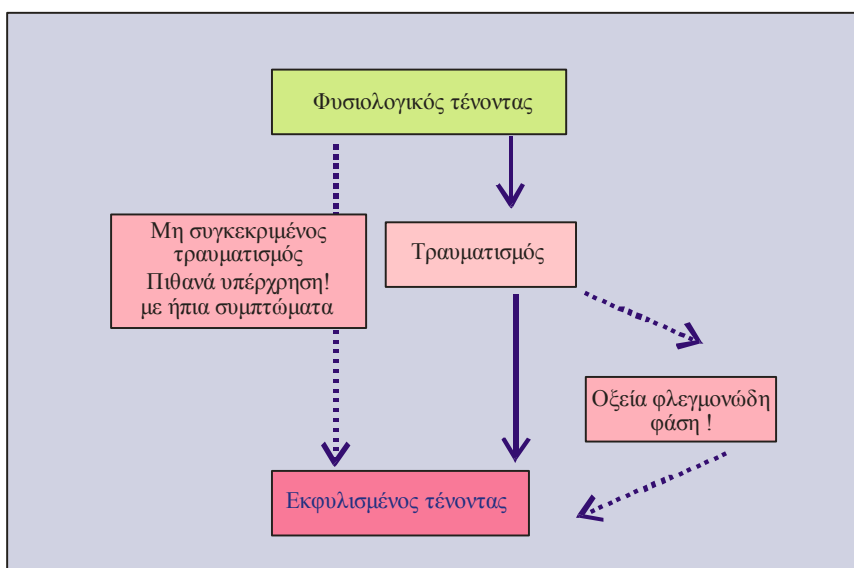 Φυσιολογικός τένοντας
Μη συγκεκριμένος
τραυματισμός
Πιθανά υπέρχρηση!
με ήπια συμπτώματα
Τραυματισμός
Οξεία φλεγμονώδη
φάση !
Εκφυλισμένος τένοντας